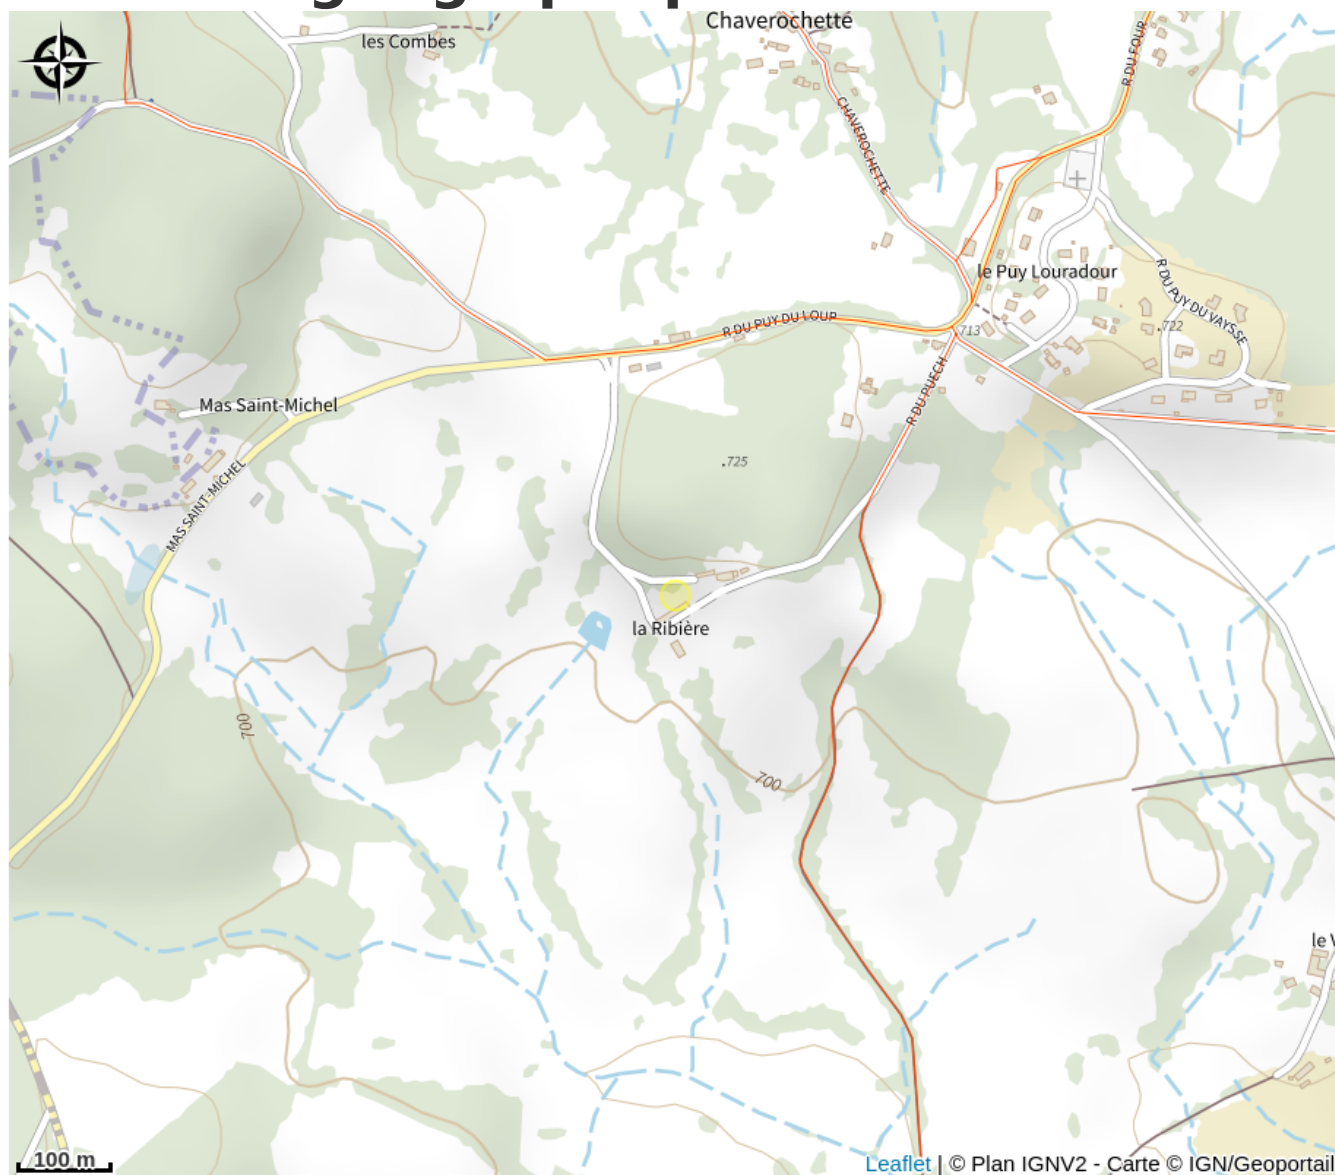 Chaverochetté
les Combes
R DU FOUR
CHAVEROCHETTE
le Puy Louradour
R DU PUY DU VAYSSE
R DU PUY DU LOUP
713
.722
R DU PUECH
Mas Saint-Michel
.725
MAS SAINT-MICHEL
la Ribière
700
700
le V
100 m
Leaflet | © Plan IGNV2 - Carte © IGN/Geoportail